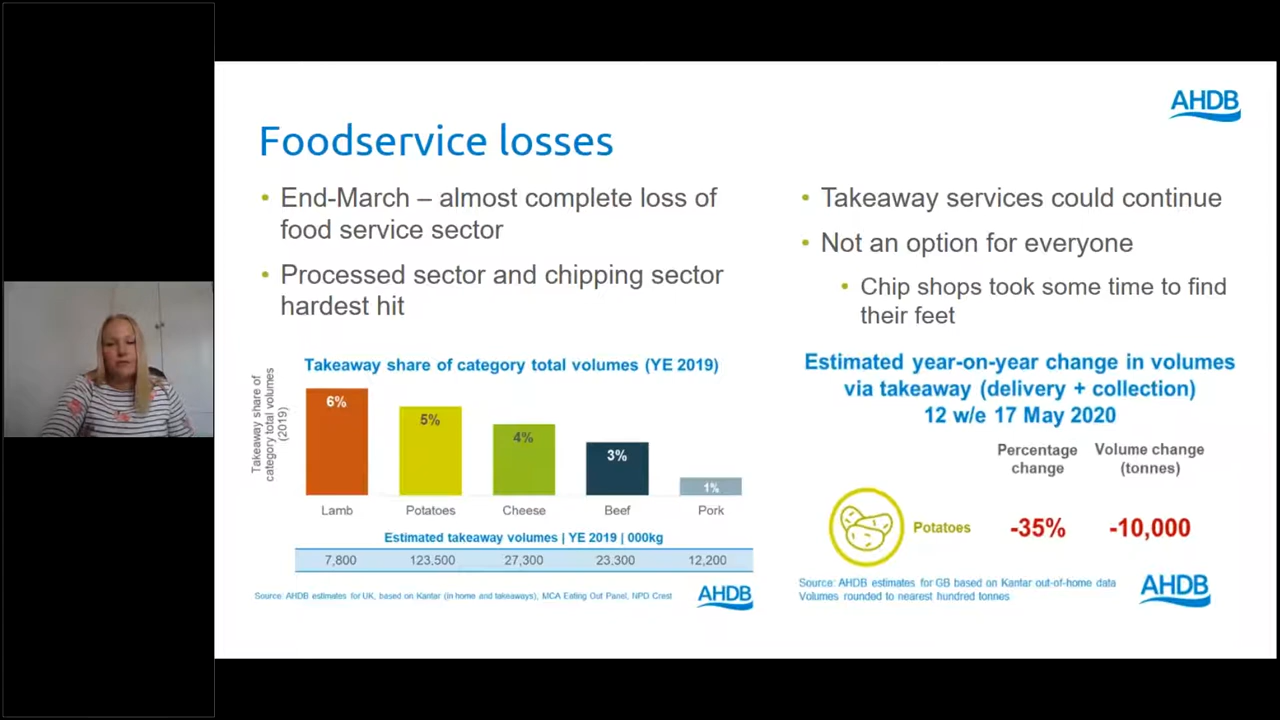 AHDB
Foodservice losses
• End-March – almost complete loss of
food service sector
• Processed sector and chipping sector
hardest hit
Takeaway share of category total volumes (YE 2019)
Takeaway share of
category total volumes
(2019)
6%
5%
4%
3%
1%
Lamb Potatoes Cheese Beef Pork
Estimated takeaway volumes | YE 2019 | 000kg
7,800 123,500 27,300 23,300 12,200
Source: AHDB estimates for UK, based on Kantar (in home and takeaways), MCA Eating Out Panel, NPD Crest
AHDB
• Takeaway services could continue
• Not an option for everyone
• Chip shops took some time to find
their feet
Estimated year-on-year change in volumes
via takeaway (delivery + collection)
12 w/e 17 May 2020
Percentage
change
Volume change
(tonnes)
Potatoes -35% -10,000
Source: AHDB estimates for GB based on Kantar out-of-home data
Volumes rounded to nearest hundred tonnes
AHDB